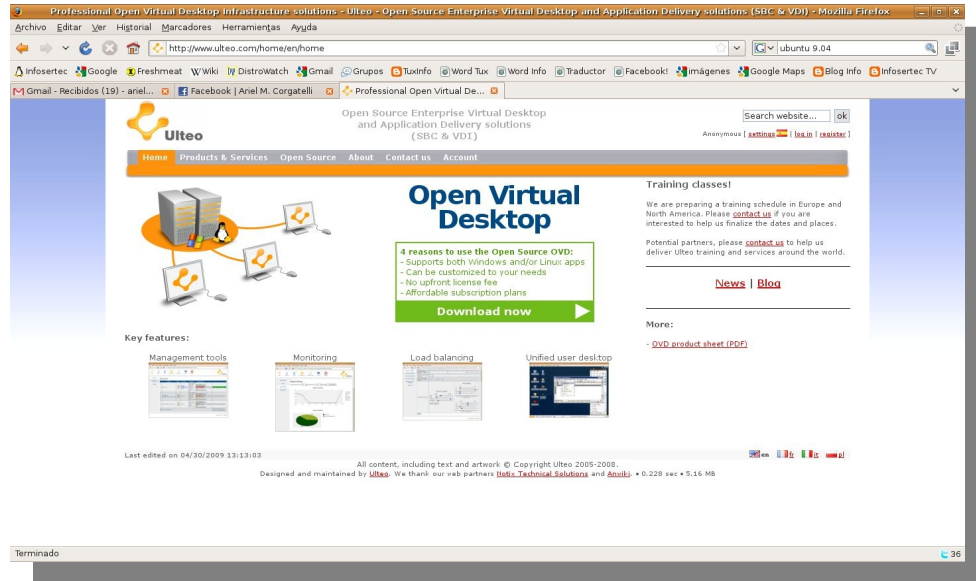 Professional Open Virtual Desktop Infrastructure solutions - Ulteo - Open Source Enterprise Virtual Desktop and Application Delivery solutions (SBC & VDI) - Mozilla Firefox
Archivo Editar Ver Historial Marcadores Herramientas Ayuda
http://www.ulteo.com/home/en/home
ubuntu 9.04
Infosertec Google Freshmeat Wiki DistroWatch Gmail Grupos TuxInfo Word Tux Word Info Traductor Facebook! imágenes Google Maps Blog Info Infosertec TV
Gmail - Recibidos (19) - ariel... Facebook | Ariel M. Corgatelli Professional Open Virtual De...
Ulteo
Open Source Enterprise Virtual Desktop
and Application Delivery solutions
(SBC & VDI)
Search website... ok
Anonymous [ settings | log in | register ]
Home Products & Services Open Source About Contact us Account
Open Virtual
Desktop
4 reasons to use the Open Source OVD:
- Supports both Windows and/or Linux apps
- Can be customized to your needs
- No upfront license fee
- Affordable subscription plans
Download now
Training classes!
We are preparing a training schedule in Europe and
North America. Please contact us if you are
interested to help us finalize the dates and places.
Potential partners, please contact us to help us
deliver Ulteo training and services around the world.
News | Blog
More:
- OVD product sheet (PDF)
Key features:
Management tools Monitoring Load balancing Unified user desktop
Last edited on 04/30/2009 13:13:03
en fr it pl
All content, including text and artwork © Copyright Ulteo 2005-2008.
Designed and maintained by Ulteo. We thank our web partners Notix Technical Solutions and Anviki. • 0.228 sec • 5.16 MB
Terminado
36